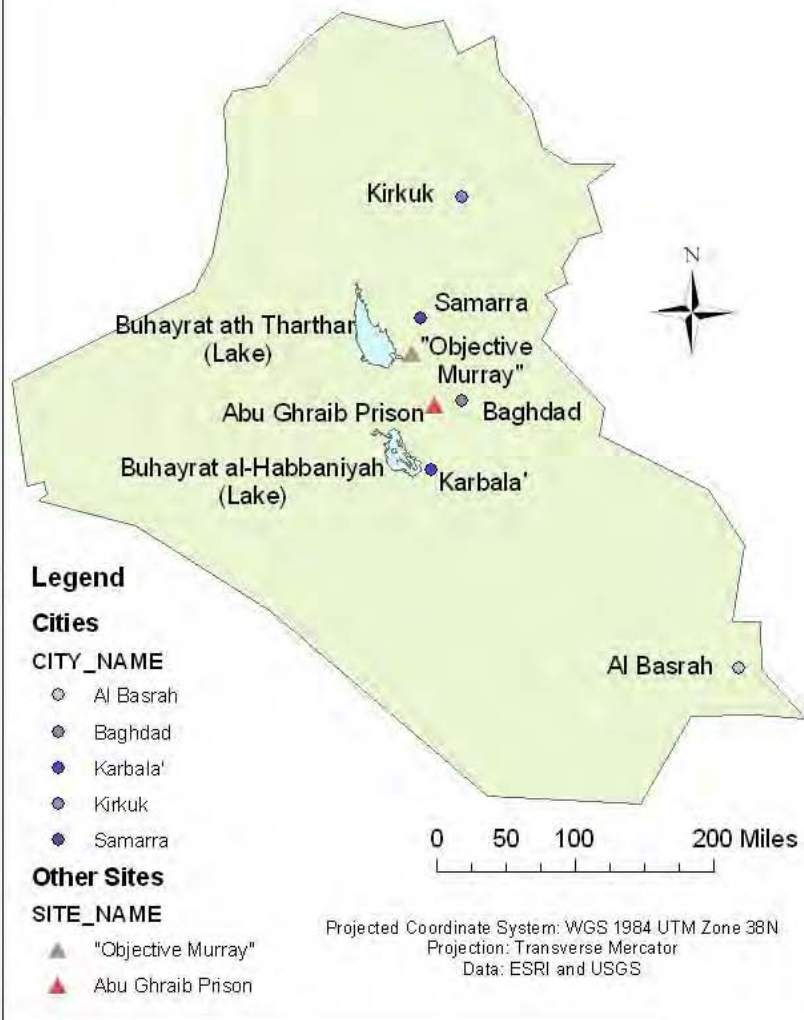 Kirkuk
N
Samarra
Buhayrat ath Tharthar
(Lake)
"Objective
Murray"
Abu Ghraib Prison
Baghdad
Buhayrat al-Habbaniyah
(Lake)
Karbala'
Al Basrah
Legend
Cities
CITY_NAME
Al Basrah
Baghdad
Karbala'
Kirkuk
Samarra
Other Sites
SITE_NAME
"Objective Murray"
Abu Ghraib Prison
0 50 100 200 Miles
Projected Coordinate System: WGS 1984 UTM Zone 38N
Projection: Transverse Mercator
Data: ESRI and USGS